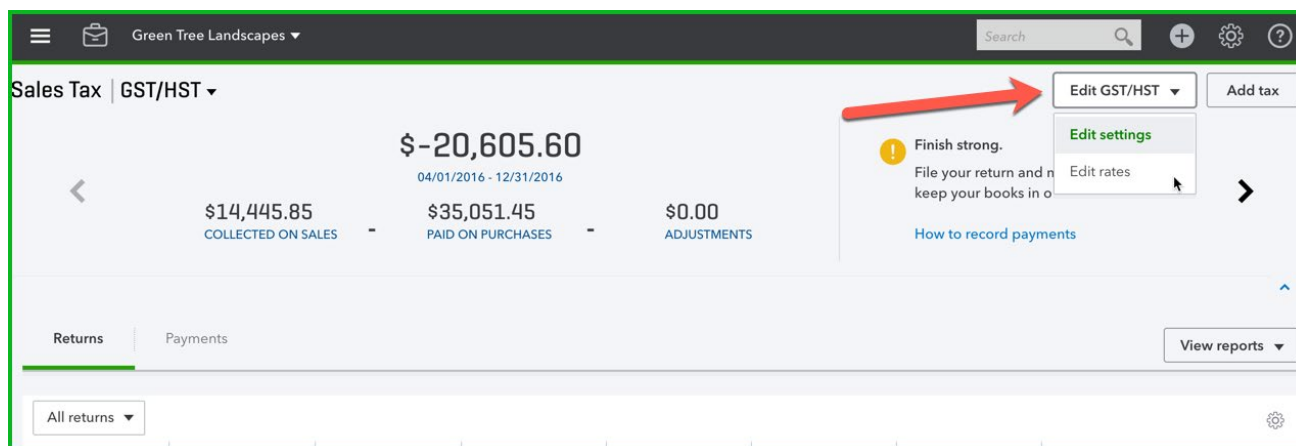 Green Tree Landscapes
Search
Sales Tax | GST/HST
Edit GST/HST
Add tax
Edit settings
Edit rates
$-20,605.60
04/01/2016 - 12/31/2016
$14,445.85 - $35,051.45 - $0.00
COLLECTED ON SALES
PAID ON PURCHASES
ADJUSTMENTS
Finish strong.
File your return and
keep your books in
How to record payments
Returns
Payments
View reports
All returns